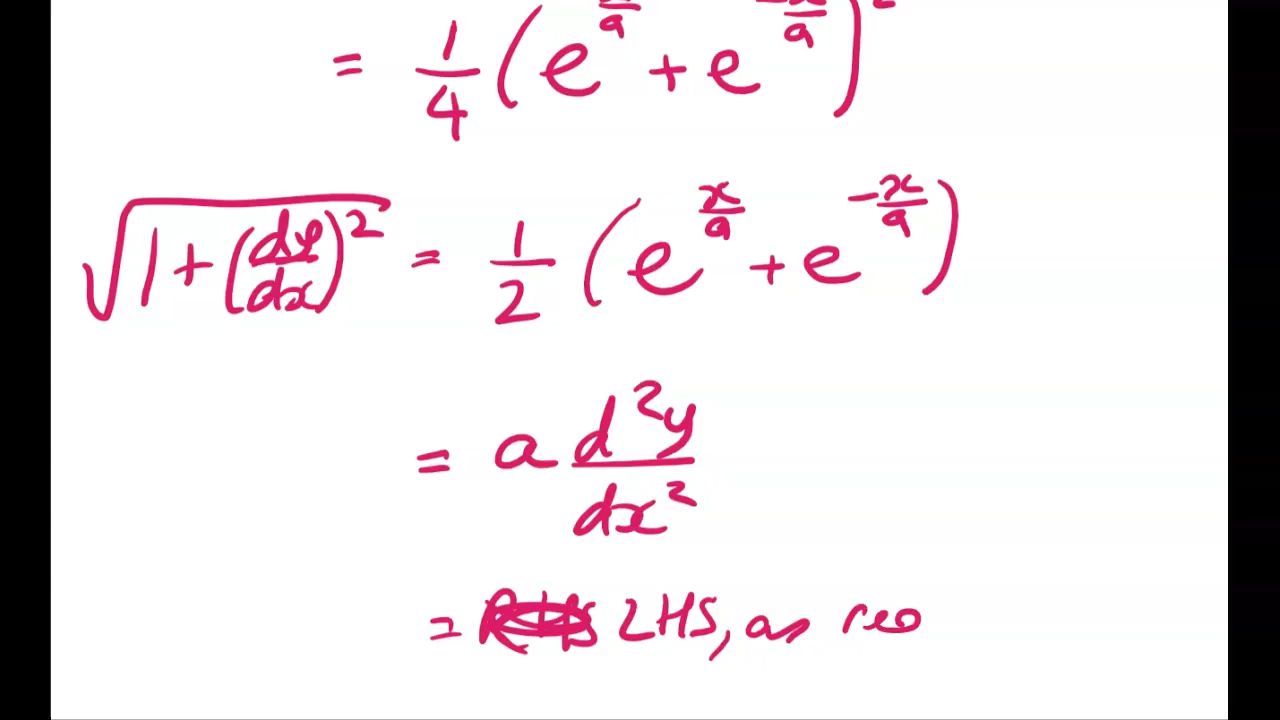 = 1/4 (e^(x/a) + e^(-x/a))^2
√(1 + (dy/dx)^2) = 1/2 (e^(x/a) + e^(-x/a))
= a d^2y/dx^2
= LHS, as req